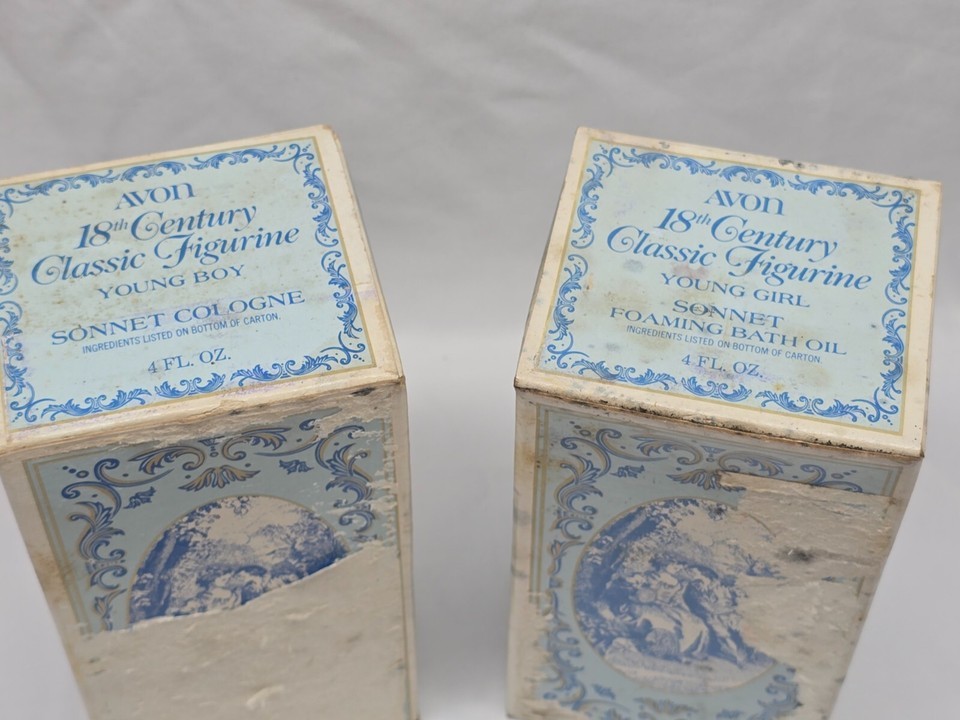 AVON
18th Century
Classic Figurine
YOUNG BOY
SONNET COLOGNE
INGREDIENTS LISTED ON BOTTOM OF CARTON.
4 FL. OZ.
AVON
18th Century
Classic Figurine
YOUNG GIRL
SONNET
FOAMING BATH OIL
INGREDIENTS LISTED ON BOTTOM OF CARTON.
4 FL. OZ.